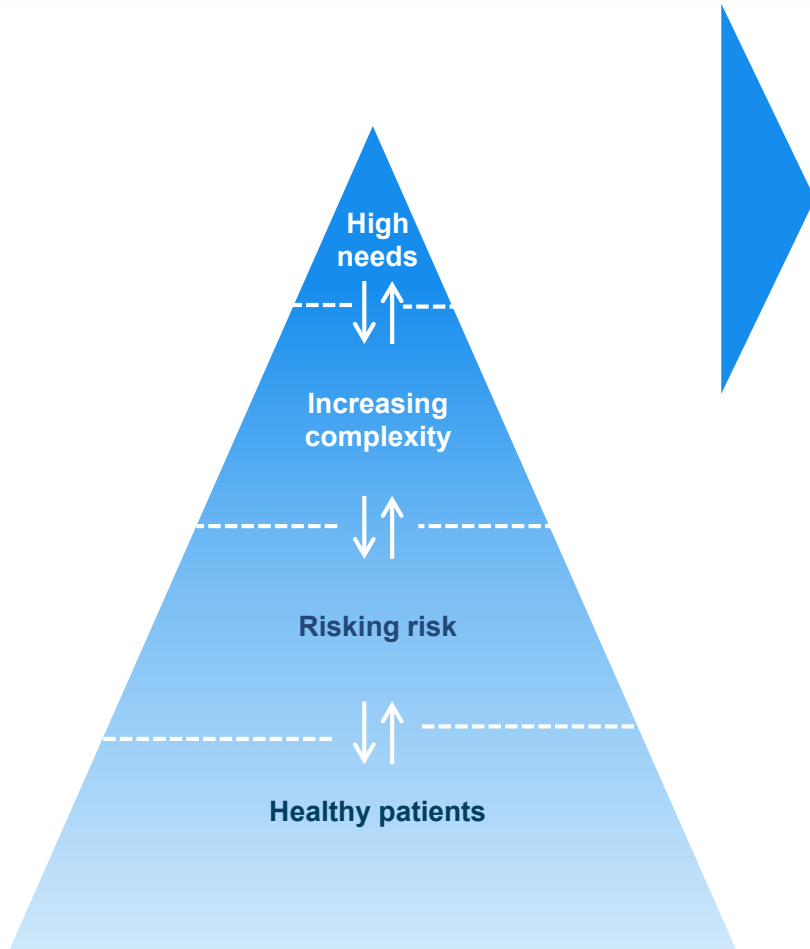 High
needs
Increasing
complexity
Risking risk
Healthy patients